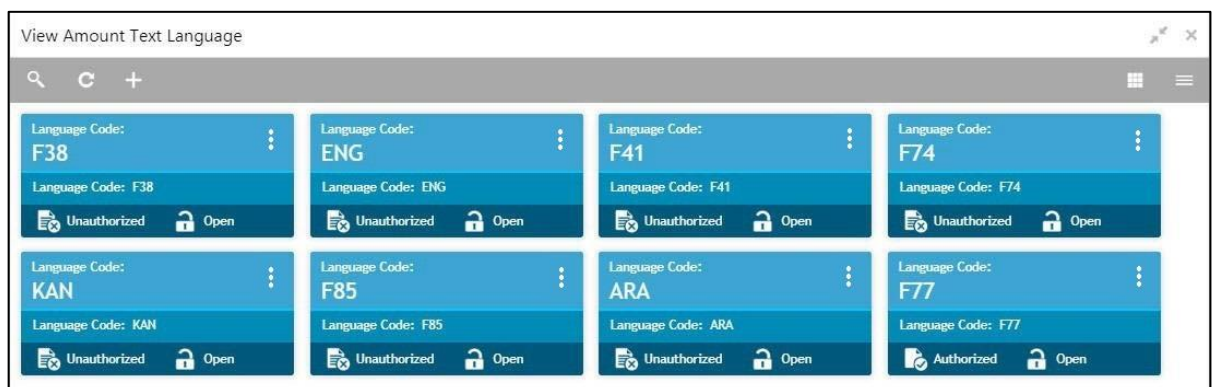 View Amount Text Language
Language Code:
F38
Language Code: F38
Unauthorized Open
Language Code:
ENG
Language Code: ENG
Unauthorized Open
Language Code:
F41
Language Code: F41
Unauthorized Open
Language Code:
F74
Language Code: F74
Unauthorized Open
Language Code:
KAN
Language Code: KAN
Unauthorized Open
Language Code:
F85
Language Code: F85
Unauthorized Open
Language Code:
ARA
Language Code: ARA
Unauthorized Open
Language Code:
F77
Language Code: F77
Authorized Open